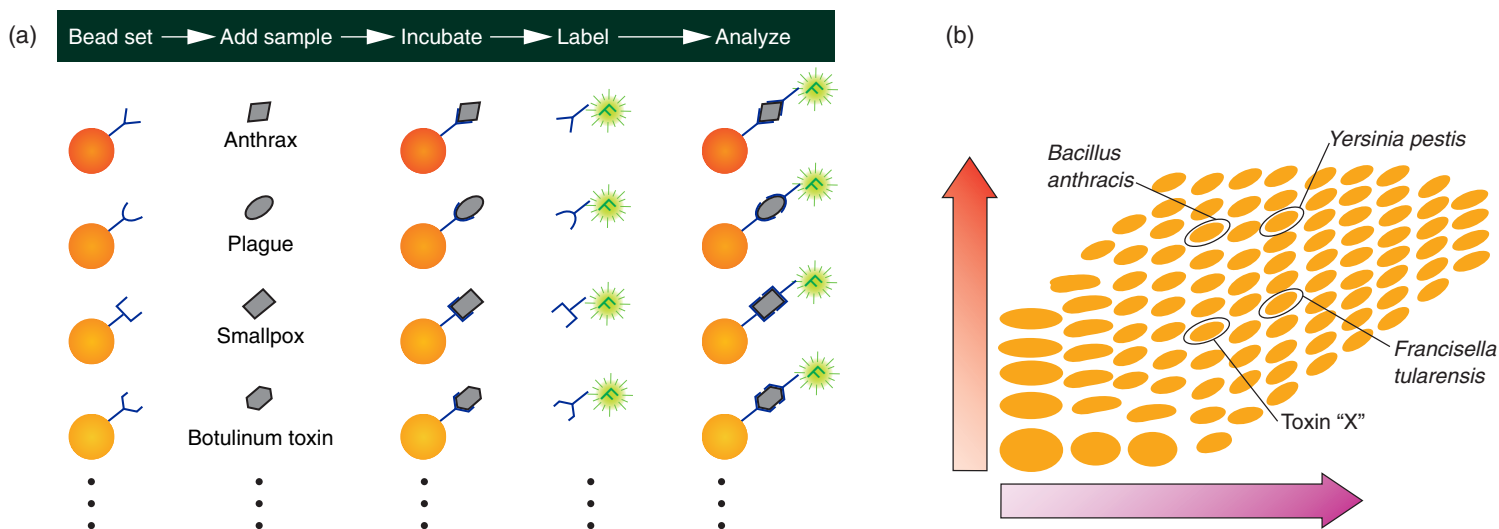 (a)
Bead set Add sample Incubate Label Analyze
Anthrax
F F
Plague
F F
Smallpox
F F
Botulinum toxin
F F
(b)
Yersinia pestis
Bacillus
anthracis
Francisella
tularensis
Toxin “X”